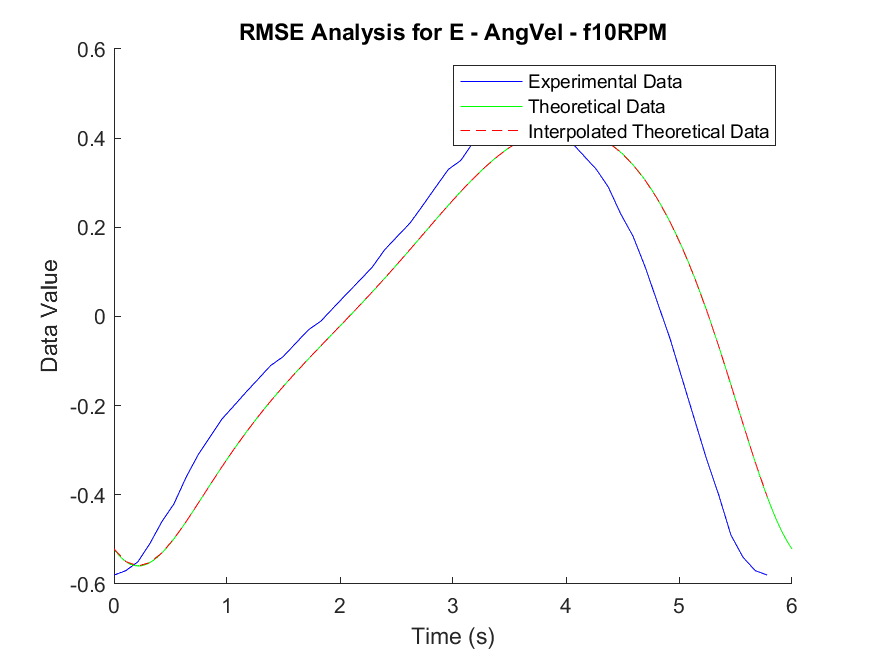 RMSE Analysis for E - AngVel - f10RPM
Experimental Data
Theoretical Data
Interpolated Theoretical Data
0.6
0.4
0.2
0
-0.2
-0.4
-0.6
Data Value
0 1 2 3 4 5 6
Time (s)